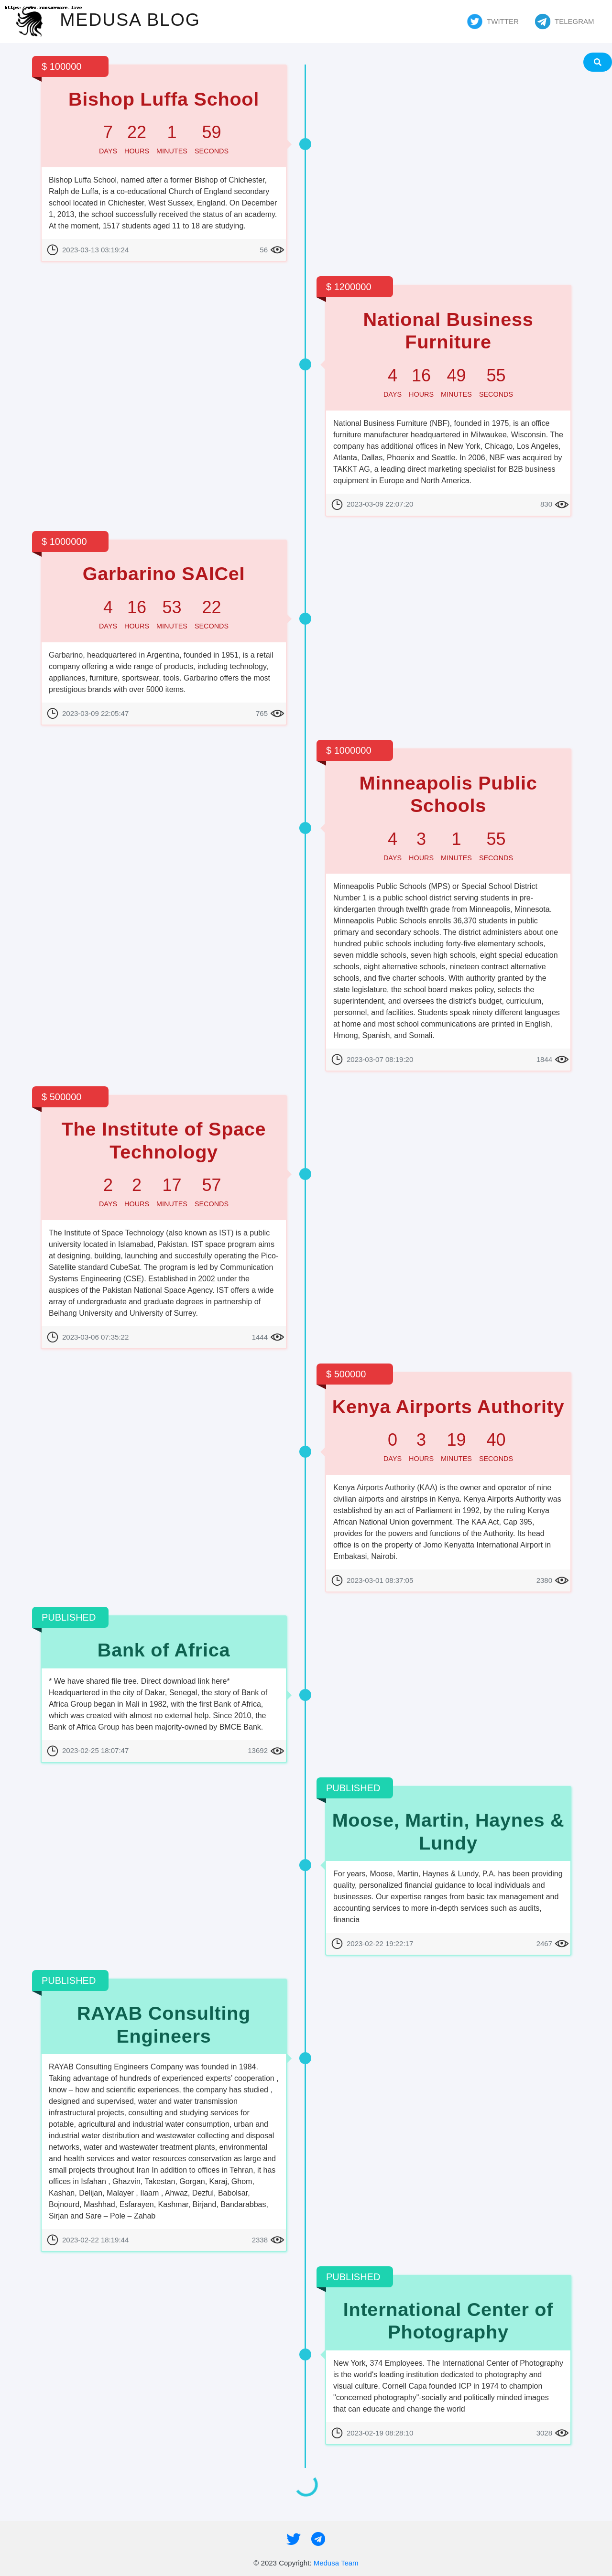 https://www.ransomware.live
MEDUSA BLOG
TWITTER
TELEGRAM
$ 100000
Bishop Luffa School
7 22 1 59
DAYS HOURS MINUTES SECONDS
Bishop Luffa School, named after a former Bishop of Chichester,
Ralph de Luffa, is a co-educational Church of England secondary
school located in Chichester, West Sussex, England. On December
1, 2013, the school successfully received the status of an academy.
At the moment, 1517 students aged 11 to 18 are studying.
2023-03-13 03:19:24
56
$ 1200000
National Business
Furniture
4 16 49 55
DAYS HOURS MINUTES SECONDS
National Business Furniture (NBF), founded in 1975, is an office
furniture manufacturer headquartered in Milwaukee, Wisconsin. The
company has additional offices in New York, Chicago, Los Angeles,
Atlanta, Dallas, Phoenix and Seattle. In 2006, NBF was acquired by
TAKKT AG, a leading direct marketing specialist for B2B business
equipment in Europe and North America.
2023-03-09 22:07:20
830
$ 1000000
Garbarino SAICeI
4 16 53 22
DAYS HOURS MINUTES SECONDS
Garbarino, headquartered in Argentina, founded in 1951, is a retail
company offering a wide range of products, including technology,
appliances, furniture, sportswear, tools. Garbarino offers the most
prestigious brands with over 5000 items.
2023-03-09 22:05:47
765
$ 1000000
Minneapolis Public
Schools
4 3 1 55
DAYS HOURS MINUTES SECONDS
Minneapolis Public Schools (MPS) or Special School District
Number 1 is a public school district serving students in pre-
kindergarten through twelfth grade from Minneapolis, Minnesota.
Minneapolis Public Schools enrolls 36,370 students in public
primary and secondary schools. The district administers about one
hundred public schools including forty-five elementary schools,
seven middle schools, seven high schools, eight special education
schools, eight alternative schools, nineteen contract alternative
schools, and five charter schools. With authority granted by the
state legislature, the school board makes policy, selects the
superintendent, and oversees the district's budget, curriculum,
personnel, and facilities. Students speak ninety different languages
at home and most school communications are printed in English,
Hmong, Spanish, and Somali.
2023-03-07 08:19:20
1844
$ 500000
The Institute of Space
Technology
2 2 17 57
DAYS HOURS MINUTES SECONDS
The Institute of Space Technology (also known as IST) is a public
university located in Islamabad, Pakistan. IST space program aims
at designing, building, launching and succesfully operating the Pico-
Satellite standard CubeSat. The program is led by Communication
Systems Engineering (CSE). Established in 2002 under the
auspices of the Pakistan National Space Agency. IST offers a wide
array of undergraduate and graduate degrees in partnership of
Beihang University and University of Surrey.
2023-03-06 07:35:22
1444
$ 500000
Kenya Airports Authority
0 3 19 40
DAYS HOURS MINUTES SECONDS
Kenya Airports Authority (KAA) is the owner and operator of nine
civilian airports and airstrips in Kenya. Kenya Airports Authority was
established by an act of Parliament in 1992, by the ruling Kenya
African National Union government. The KAA Act, Cap 395,
provides for the powers and functions of the Authority. Its head
office is on the property of Jomo Kenyatta International Airport in
Embakasi, Nairobi.
2023-03-01 08:37:05
2380
PUBLISHED
Bank of Africa
* We have shared file tree. Direct download link here*
Headquartered in the city of Dakar, Senegal, the story of Bank of
Africa Group began in Mali in 1982, with the first Bank of Africa,
which was created with almost no external help. Since 2010, the
Bank of Africa Group has been majority-owned by BMCE Bank.
2023-02-25 18:07:47
13692
PUBLISHED
Moose, Martin, Haynes &
Lundy
For years, Moose, Martin, Haynes & Lundy, P.A. has been providing
quality, personalized financial guidance to local individuals and
businesses. Our expertise ranges from basic tax management and
accounting services to more in-depth services such as audits,
financia
2023-02-22 19:22:17
2467
PUBLISHED
RAYAB Consulting
Engineers
RAYAB Consulting Engineers Company was founded in 1984.
Taking advantage of hundreds of experienced experts' cooperation ,
know – how and scientific experiences, the company has studied ,
designed and supervised, water and water transmission
infrastructural projects, consulting and studying services for
potable, agricultural and industrial water consumption, urban and
industrial water distribution and wastewater collecting and disposal
networks, water and wastewater treatment plants, environmental
and health services and water resources conservation as large and
small projects throughout Iran In addition to offices in Tehran, it has
offices in Isfahan , Ghazvin, Takestan, Gorgan, Karaj, Ghom,
Kashan, Delijan, Malayer , Ilaam , Ahwaz, Dezful, Babolsar,
Bojnourd, Mashhad, Esfarayen, Kashmar, Birjand, Bandarabbas,
Sirjan and Sare – Pole – Zahab
2023-02-22 18:19:44
2338
PUBLISHED
International Center of
Photography
New York, 374 Employees. The International Center of Photography
is the world's leading institution dedicated to photography and
visual culture. Cornell Capa founded ICP in 1974 to champion
"concerned photography"-socially and politically minded images
that can educate and change the world
2023-02-19 08:28:10
3028
© 2023 Copyright: Medusa Team